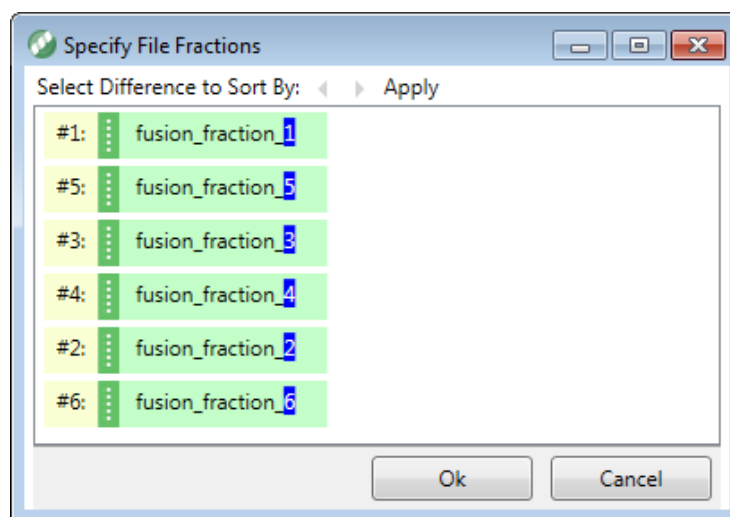 Specify File Fractions
Select Difference to Sort By: Apply
#1: fusion_fraction_1
#5: fusion_fraction_5
#3: fusion_fraction_3
#4: fusion_fraction_4
#2: fusion_fraction_2
#6: fusion_fraction_6
Ok Cancel